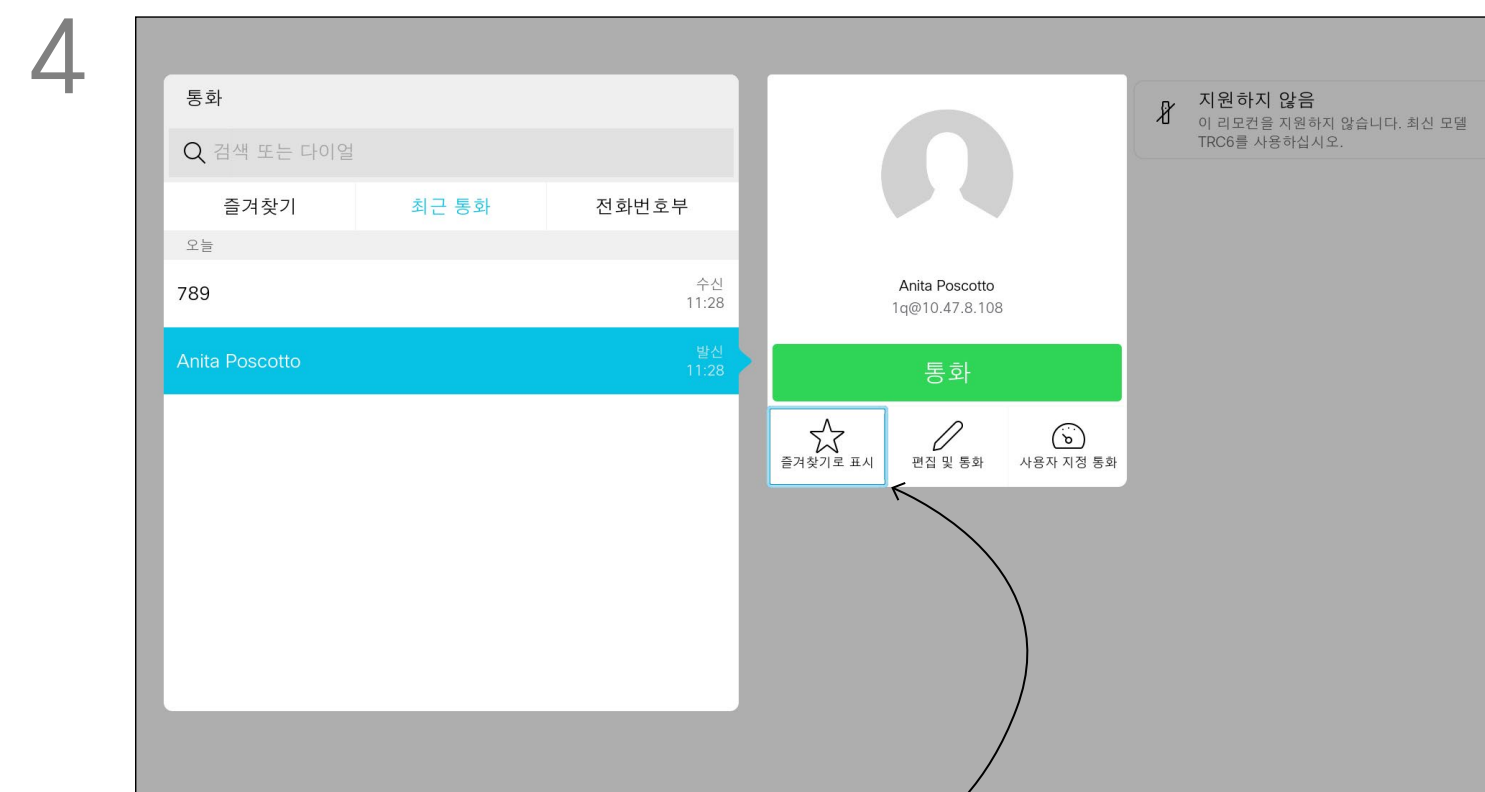 4
통화
검색 또는 다이얼
즐겨찾기 최근 통화 전화번호부
오늘
789 수신
11:28
Anita Poscotto 발신
11:28
Anita Poscotto
1q@10.47.8.108
통화
즐겨찾기로 표시 편집 및 통화 사용자 지정 통화
지원하지 않음
이 리모컨을 지원하지 않습니다. 최신 모델
TRC6를 사용하십시오.